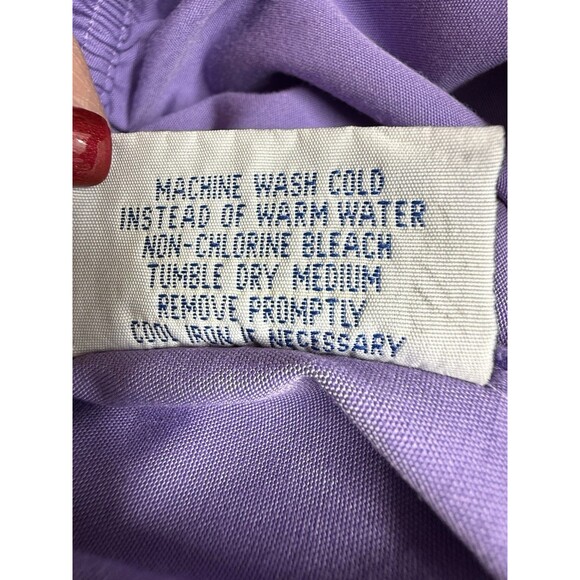 MACHINE WASH COLD
INSTEAD OF WARM WATER
NON-CHLORINE BLEACH
TUMBLE DRY MEDIUM
REMOVE PROMPTLY
COOL IRON IF NECESSARY